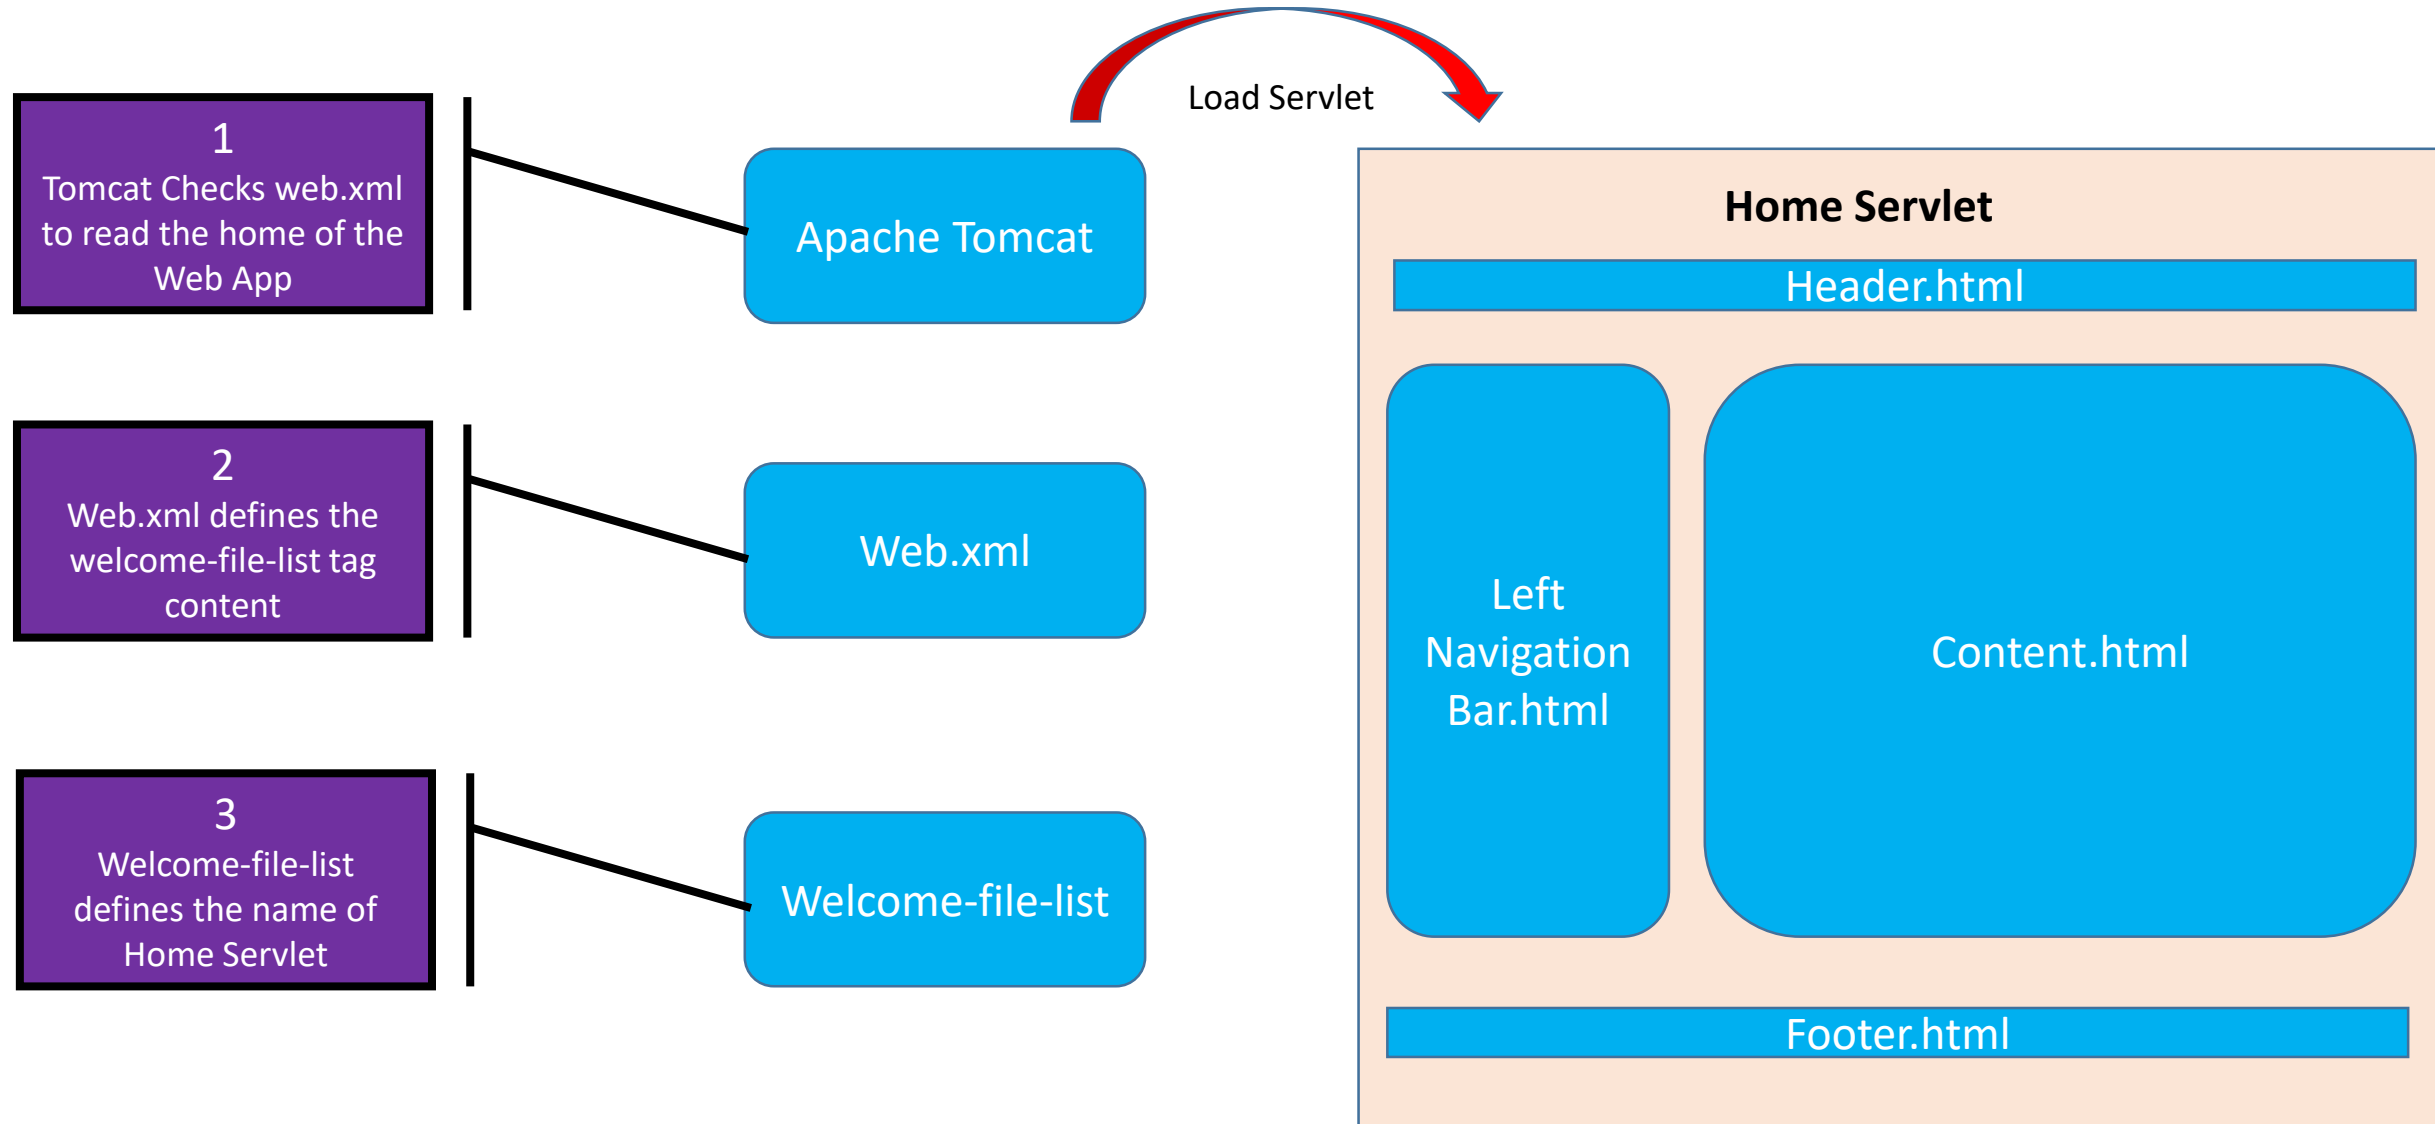 1
Tomcat Checks web.xml
to read the home of the
Web App
Load Servlet
Apache Tomcat
2
Web.xml defines the
welcome-file-list tag
content
Web.xml
3
Welcome-file-list
defines the name of
Home Servlet
Welcome-file-list
Home Servlet
Header.html
Left
Navigation
Bar.html
Content.html
Footer.html